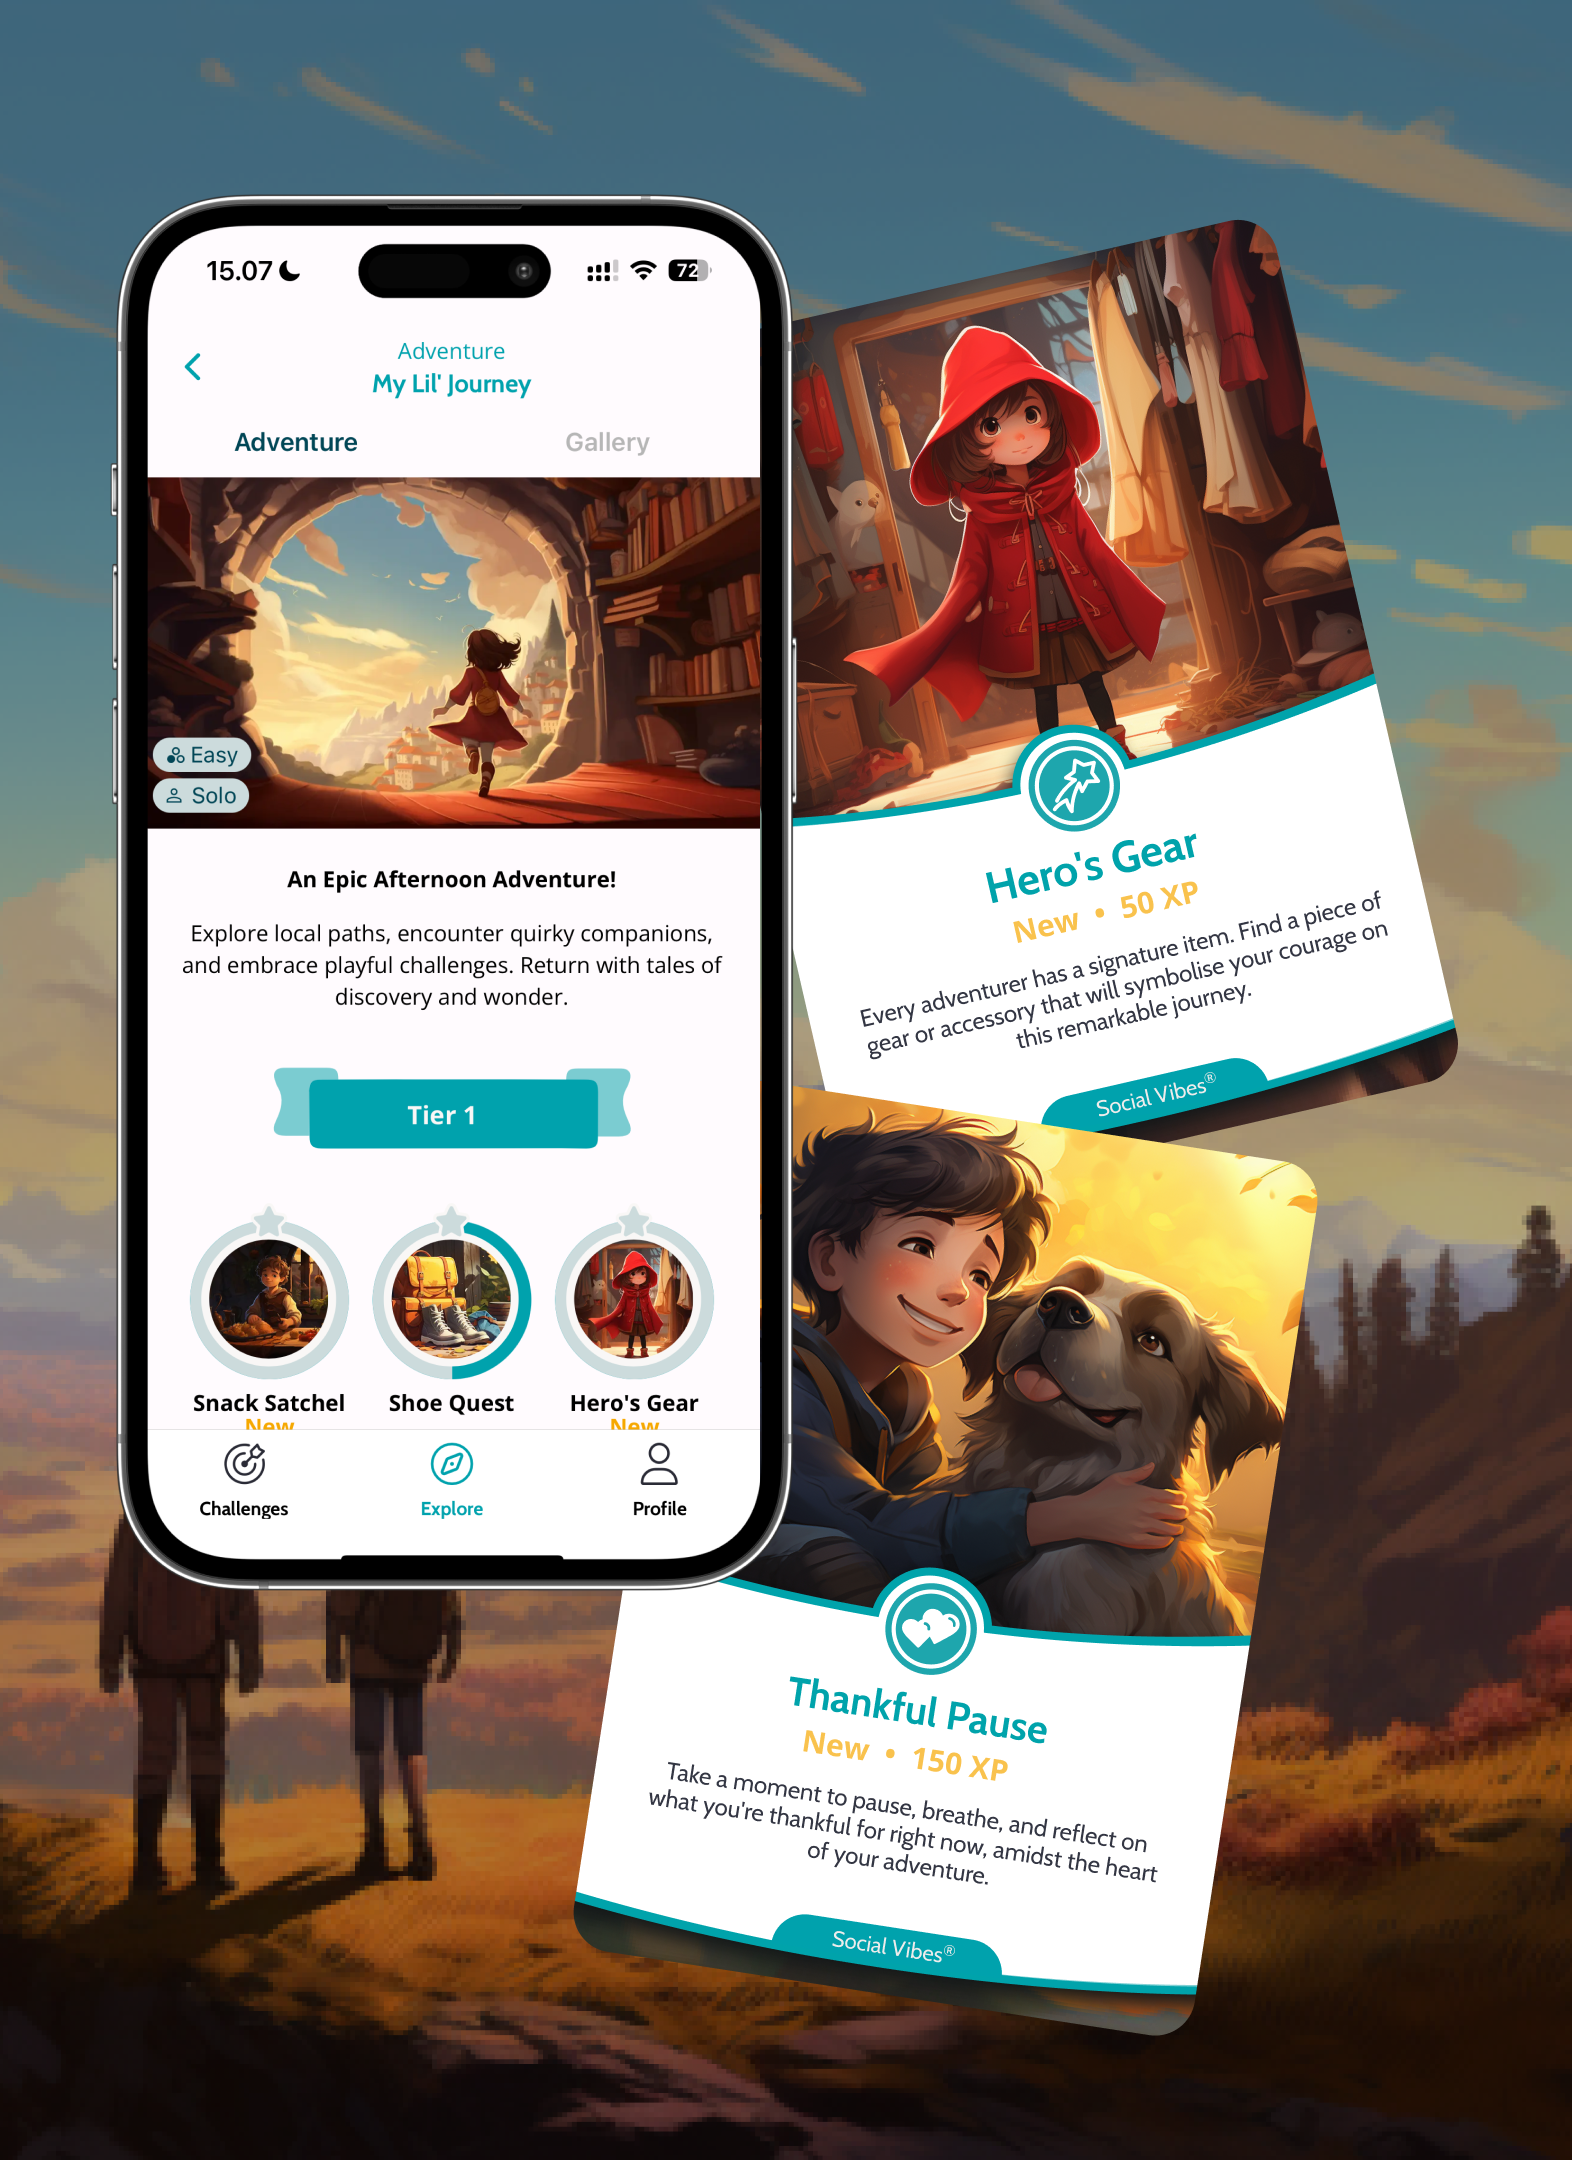 15.07
72
Adventure
My Lil' Journey
Adventure
Gallery
Easy
Solo
An Epic Afternoon Adventure!
Explore local paths, encounter quirky companions,
and embrace playful challenges. Return with tales of
discovery and wonder.
Tier 1
Snack Satchel
Shoe Quest
Hero's Gear
New
New
Challenges
Explore
Profile
Hero's Gear
New • 50 XP
Every adventurer has a signature item. Find a piece of
gear or accessory that will symbolise your courage on
this remarkable journey.
Social Vibes®
Thankful Pause
New • 150 XP
Take a moment to pause, breathe, and reflect on
what you're thankful for right now, amidst the heart
of your adventure.
Social Vibes®